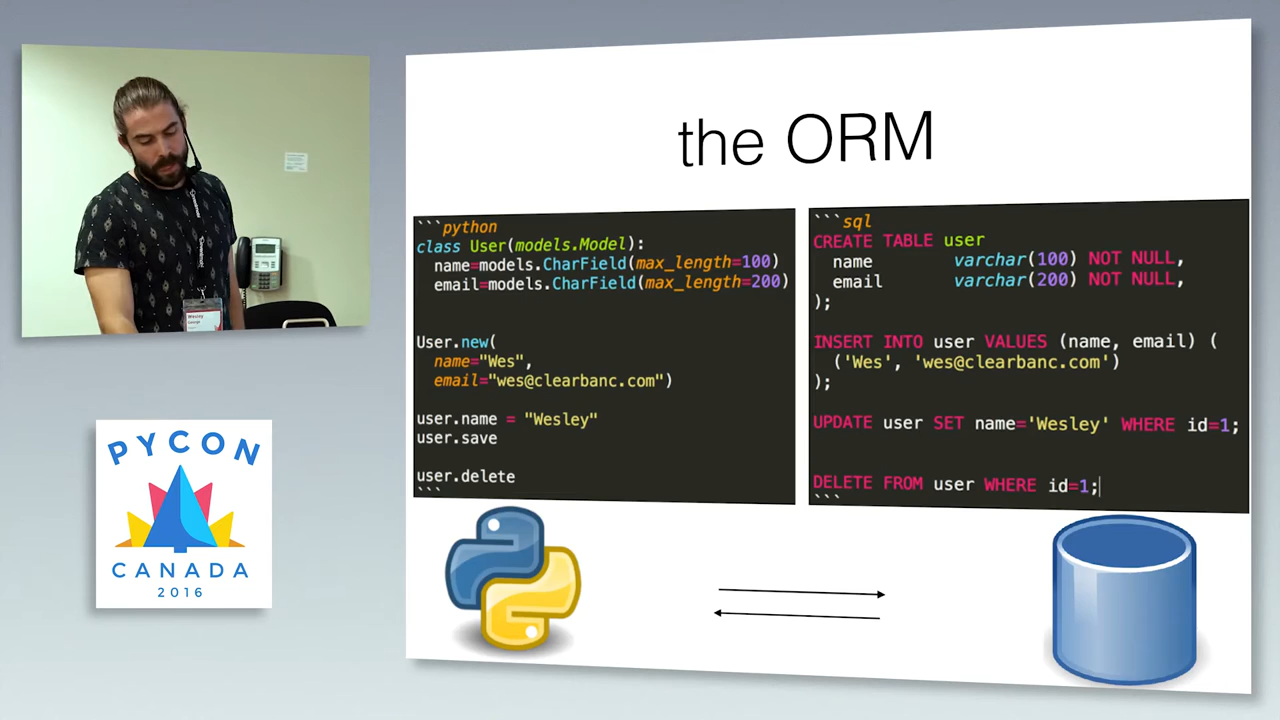 the ORM
```python
class User(models.Model):
name=models.CharField(max_length=100)
email=models.CharField(max_length=200)
User.new(
name="Wes",
email="wes@clearbanc.com")
user.name = "Wesley"
user.save
user.delete
```
```sql
CREATE TABLE user
name varchar(100) NOT NULL,
email varchar(200) NOT NULL,
);
INSERT INTO user VALUES (name, email) (
('Wes', 'wes@clearbanc.com')
);
UPDATE user SET name='Wesley' WHERE id=1;
DELETE FROM user WHERE id=1;
```
Wesley
George
PYCON
CANADA
2016